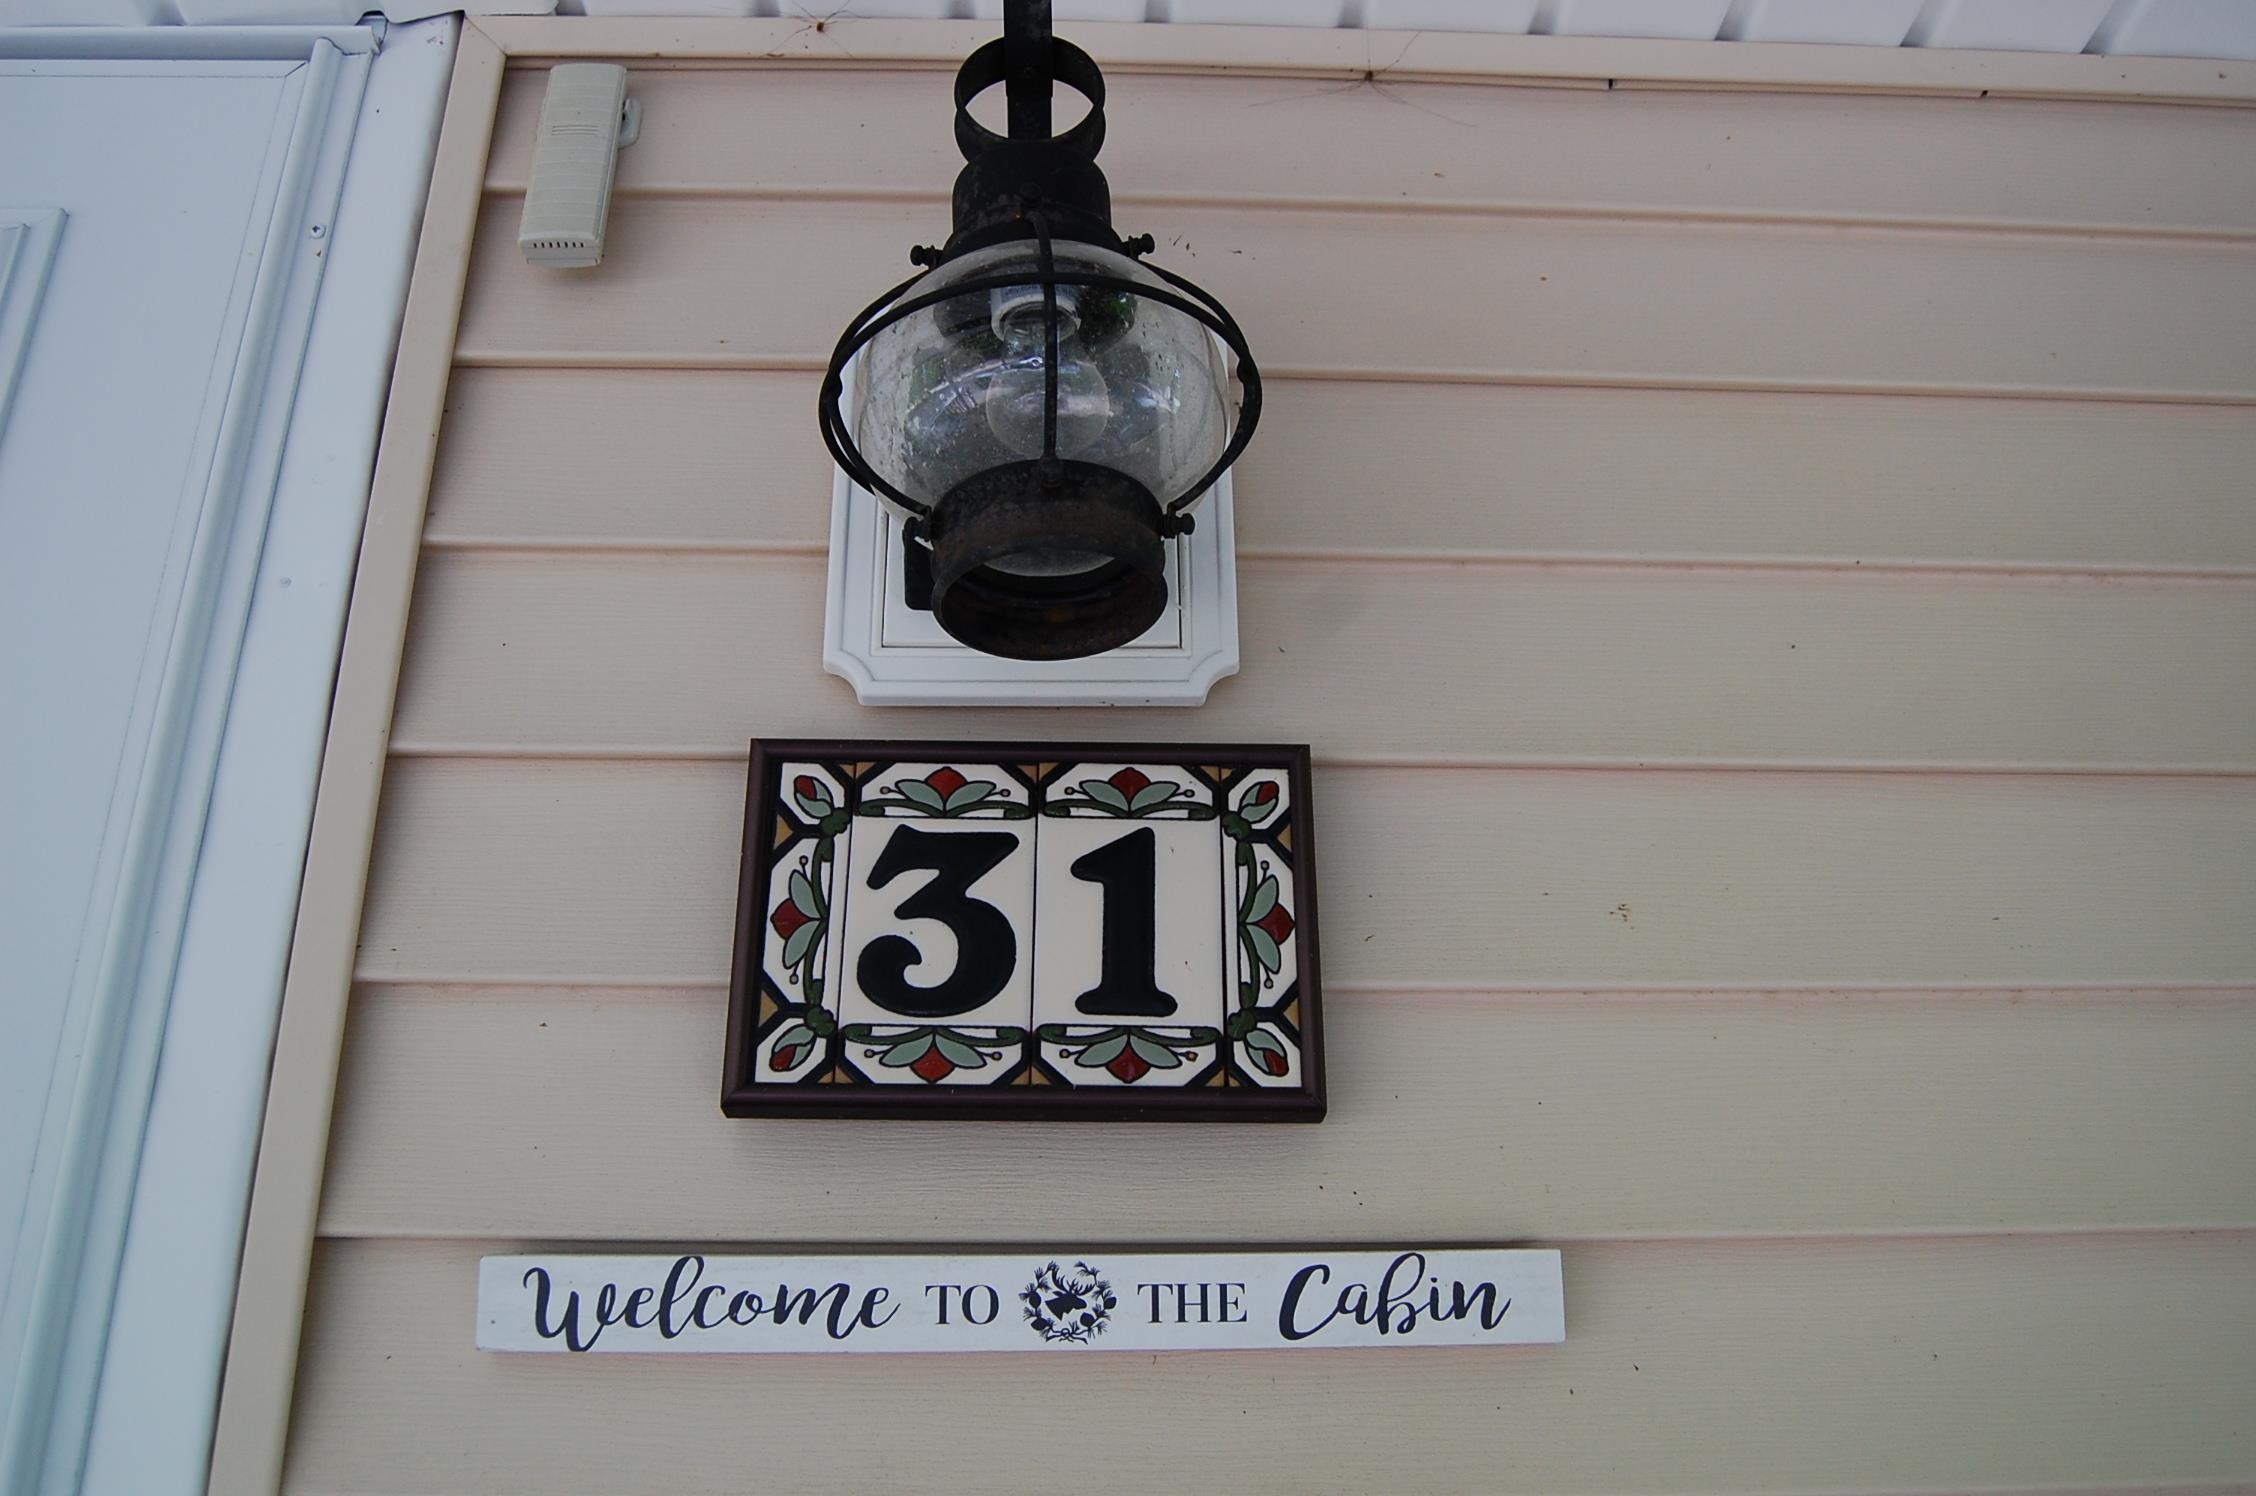 31
Welcome TO THE Cabin